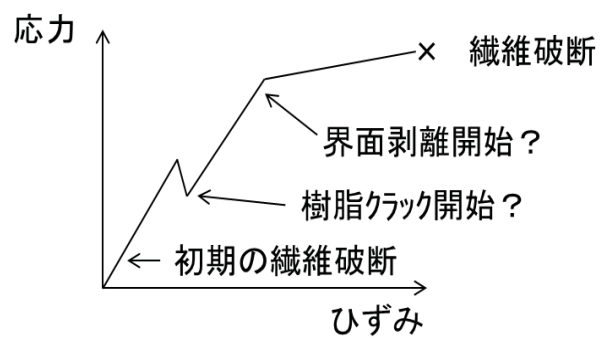 応力
× 繊維破断
界面剥離開始？
樹脂ｸﾗｯｸ開始？
初期の繊維破断
ひずみ